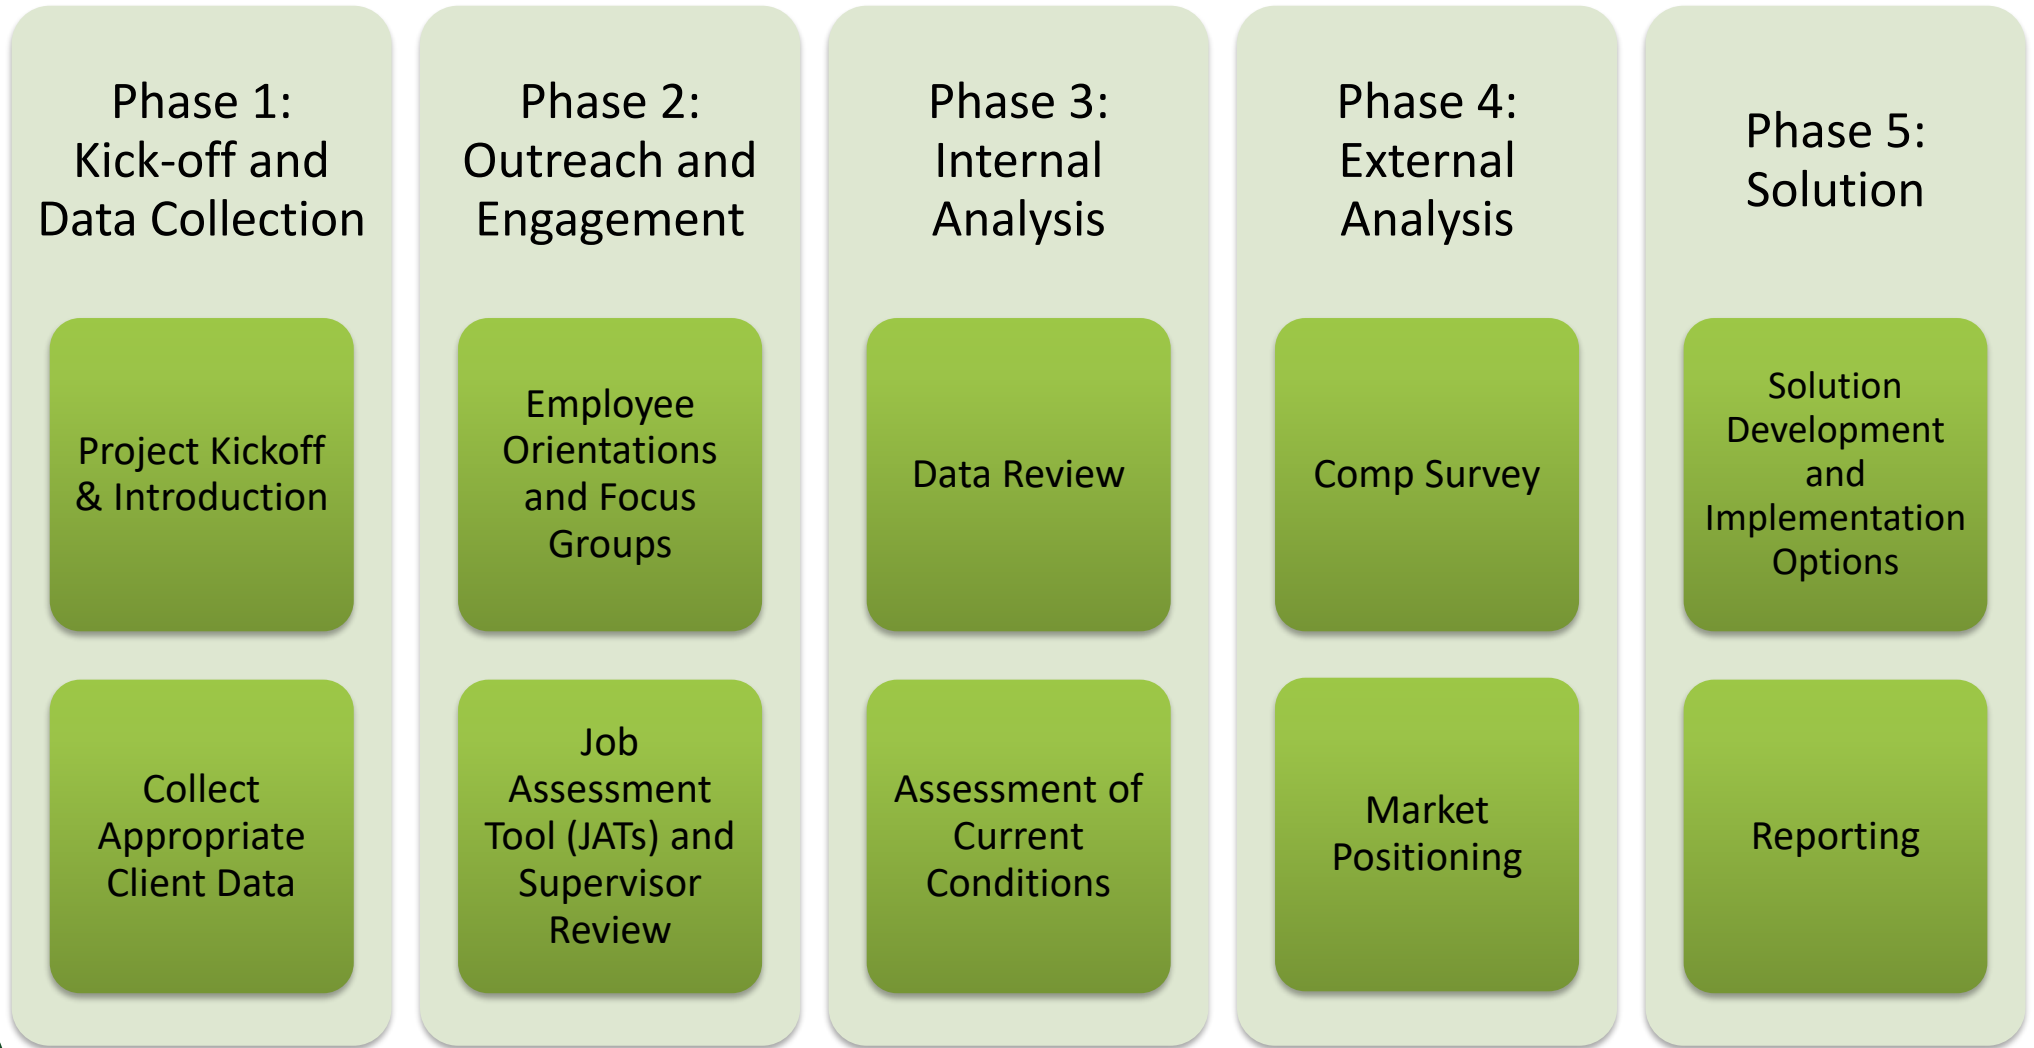 Phase 1:
Kick-off and
Data Collection
Project Kickoff
& Introduction
Collect
Appropriate
Client Data
Phase 2:
Outreach and
Engagement
Employee
Orientations
and Focus
Groups
Job
Assessment
Tool (JATs) and
Supervisor
Review
Phase 3:
Internal
Analysis
Data Review
Assessment of
Current
Conditions
Phase 4:
External
Analysis
Comp Survey
Market
Positioning
Phase 5:
Solution
Solution
Development
and
Implementation
Options
Reporting